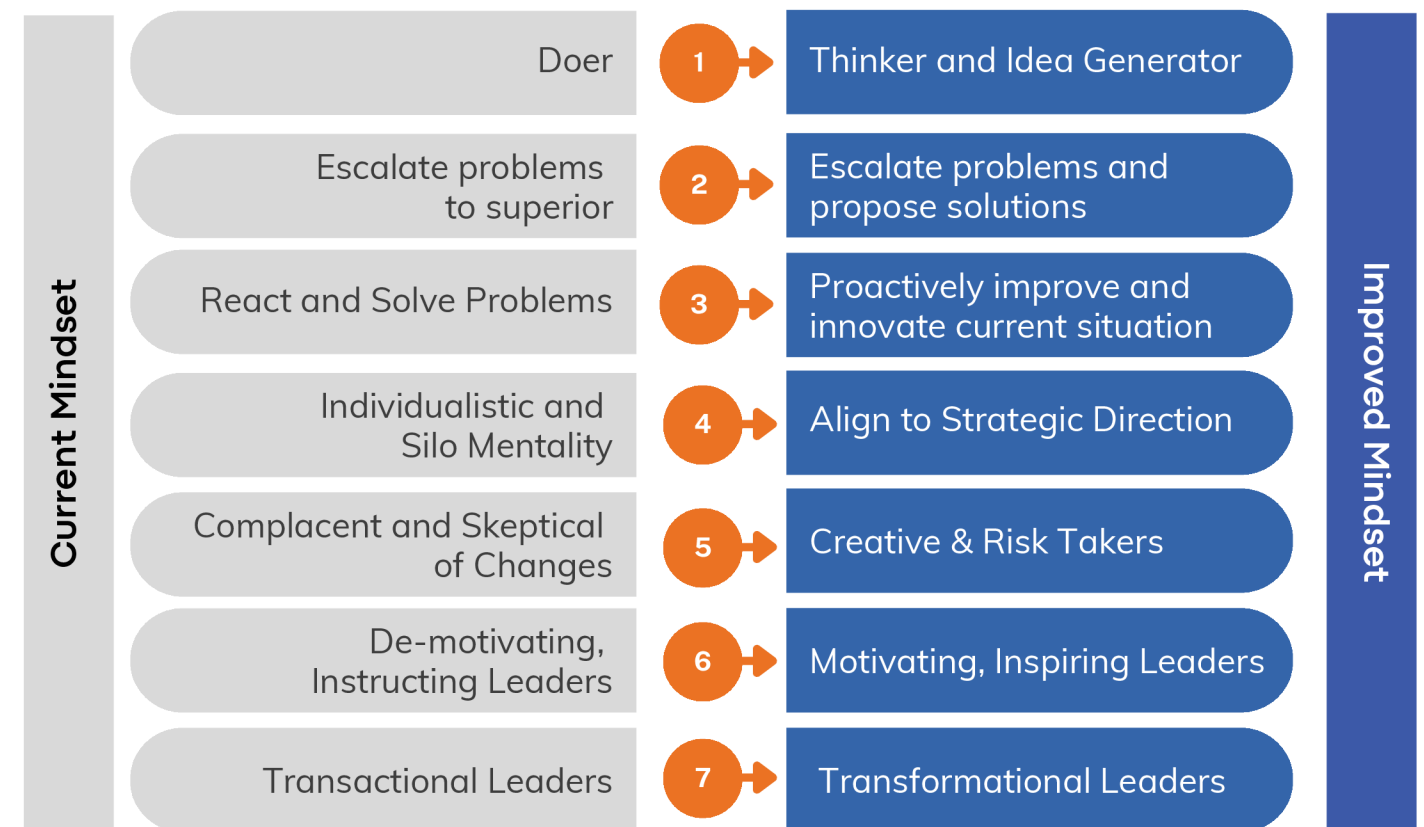 Current Mindset
Doer
1
Thinker and Idea Generator
Escalate problems
to superior
2
Escalate problems and
propose solutions
React and Solve Problems
3
Proactively improve and
innovate current situation
Individualistic and
Silo Mentality
4
Align to Strategic Direction
Complacent and Skeptical
of Changes
5
Creative & Risk Takers
De-motivating,
Instructing Leaders
6
Motivating, Inspiring Leaders
Transactional Leaders
7
Transformational Leaders
Improved Mindset